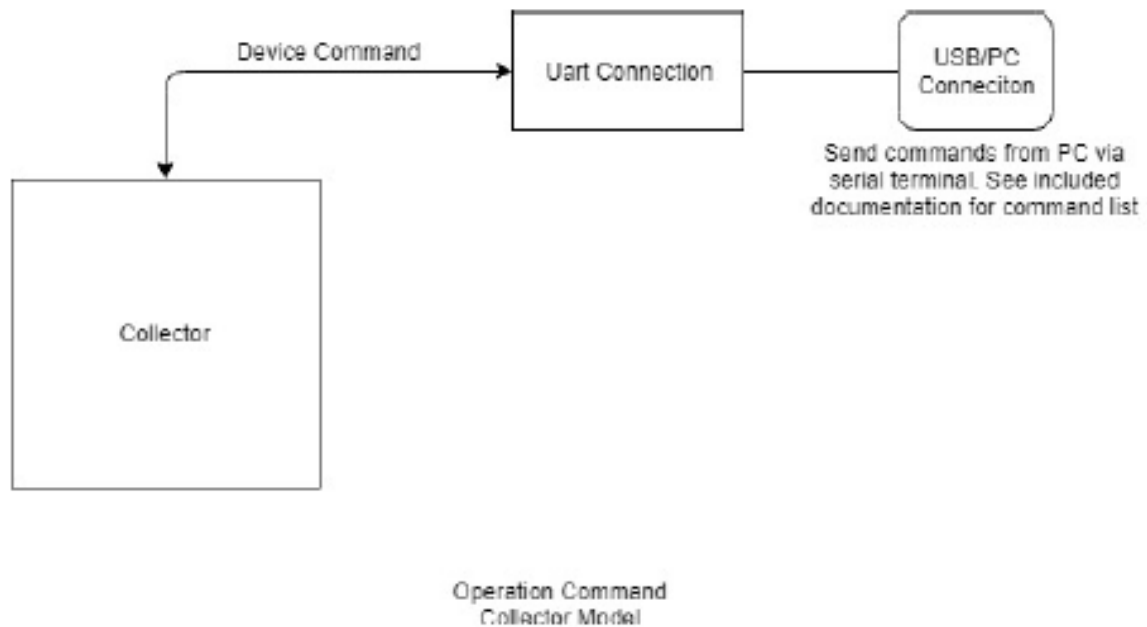 Device Command
Uart Connection
USB/PC
Conneciton
Send commands from PC via
serial terminal. See included
documentation for command list
Collector
Operation Command
Collector Model